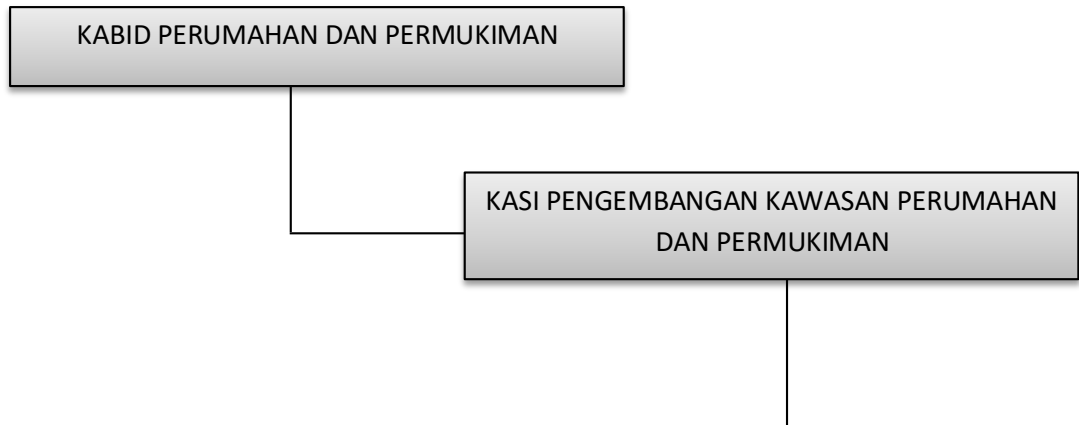 KABID PERUMAHAN DAN PERMUKIMAN
KASI PENGEMBANGAN KAWASAN PERUMAHAN
DAN PERMUKIMAN